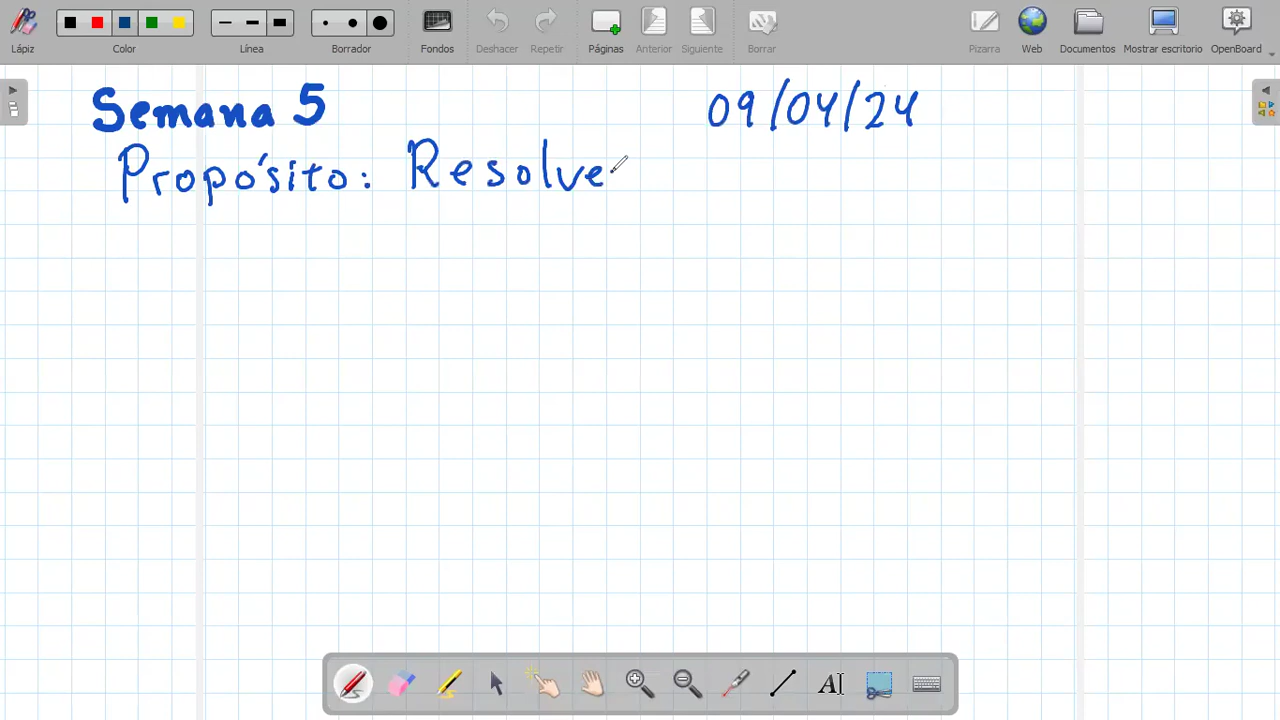 Lápiz Color Línea Borrador Fondos Deshacer Repetir Páginas Anterior Siguiente Borrar Pizarra Web Documentos Mostrar escritorio OpenBoard
Semana 5 09/04/24
Propósito: Resolve